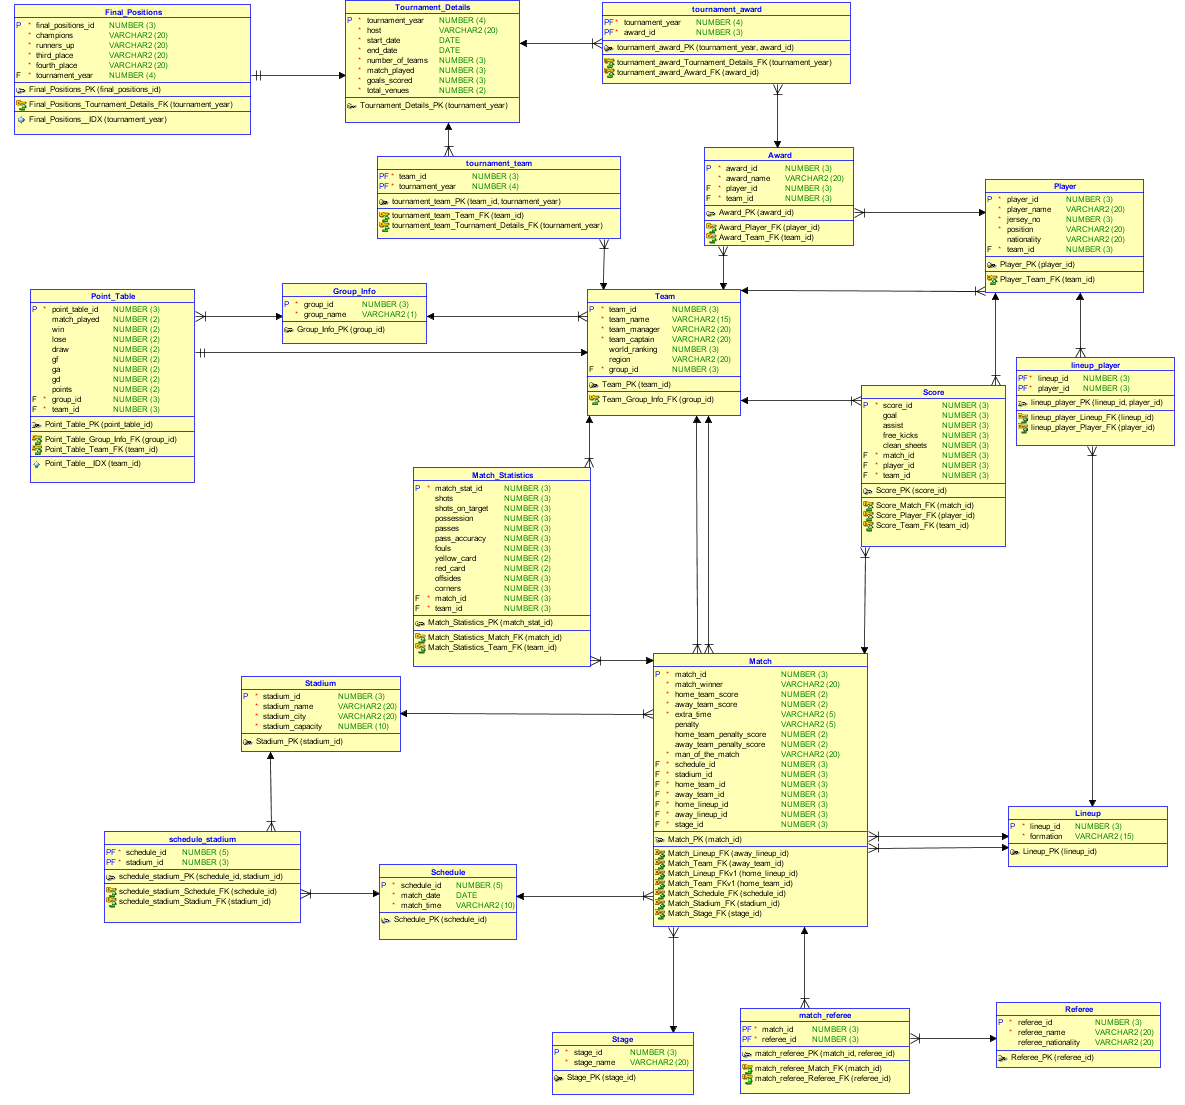 Final_Positions
P * final_positions_id NUMBER (3)
* champions VARCHAR2 (20)
* runners_up VARCHAR2 (20)
* third_place VARCHAR2 (20)
* fourth_place VARCHAR2 (20)
F * tournament_year NUMBER (4)
Final_Positions_PK (final_positions_id)
Final_Positions_Tournament_Details_FK (tournament_year)
Final_Positions__IDX (tournament_year)
Tournament_Details
P * tournament_year NUMBER (4)
* host VARCHAR2 (20)
* start_date DATE
* end_date DATE
* number_of_teams NUMBER (3)
* match_played NUMBER (3)
* goals_scored NUMBER (3)
* total_venues NUMBER (2)
Tournament_Details_PK (tournament_year)
tournament_award
PF * tournament_year NUMBER (4)
PF * award_id NUMBER (3)
tournament_award_PK (tournament_year, award_id)
tournament_award_Tournament_Details_FK (tournament_year)
tournament_award_Award_FK (award_id)
tournament_team
PF * team_id NUMBER (3)
PF * tournament_year NUMBER (4)
tournament_team_PK (team_id, tournament_year)
tournament_team_Team_FK (team_id)
tournament_team_Tournament_Details_FK (tournament_year)
Award
P * award_id NUMBER (3)
* award_name VARCHAR2 (20)
F * player_id NUMBER (3)
F * team_id NUMBER (3)
Award_PK (award_id)
Award_Player_FK (player_id)
Award_Team_FK (team_id)
Player
P * player_id NUMBER (3)
* player_name VARCHAR2 (20)
* jersey_no NUMBER (3)
* position VARCHAR2 (20)
nationality VARCHAR2 (20)
F * team_id NUMBER (3)
Player_PK (player_id)
Player_Team_FK (team_id)
Point_Table
P * point_table_id NUMBER (3)
match_played NUMBER (2)
win NUMBER (2)
lose NUMBER (2)
draw NUMBER (2)
gf NUMBER (2)
ga NUMBER (2)
gd NUMBER (2)
points NUMBER (2)
F * group_id NUMBER (3)
F * team_id NUMBER (3)
Point_Table_PK (point_table_id)
Point_Table_Group_Info_FK (group_id)
Point_Table_Team_FK (team_id)
Point_Table__IDX (team_id)
Group_Info
P * group_id NUMBER (3)
* group_name VARCHAR2 (1)
Group_Info_PK (group_id)
Team
P * team_id NUMBER (3)
* team_name VARCHAR2 (15)
* team_manager VARCHAR2 (20)
* team_captain VARCHAR2 (20)
world_ranking NUMBER (3)
region VARCHAR2 (20)
F * group_id NUMBER (3)
Team_PK (team_id)
Team_Group_Info_FK (group_id)
lineup_player
PF * lineup_id NUMBER (3)
PF * player_id NUMBER (3)
lineup_player_PK (lineup_id, player_id)
lineup_player_Lineup_FK (lineup_id)
lineup_player_Player_FK (player_id)
Score
P * score_id NUMBER (3)
goal NUMBER (3)
assist NUMBER (3)
free_kicks NUMBER (3)
clean_sheets NUMBER (3)
F * match_id NUMBER (3)
F * player_id NUMBER (3)
F * team_id NUMBER (3)
Score_PK (score_id)
Score_Match_FK (match_id)
Score_Player_FK (player_id)
Score_Team_FK (team_id)
Match_Statistics
P * match_stat_id NUMBER (3)
shots NUMBER (3)
shots_on_target NUMBER (3)
possession NUMBER (3)
passes NUMBER (3)
pass_accuracy NUMBER (3)
fouls NUMBER (3)
yellow_card NUMBER (2)
red_card NUMBER (2)
offsides NUMBER (3)
corners NUMBER (3)
F * match_id NUMBER (3)
F * team_id NUMBER (3)
Match_Statistics_PK (match_stat_id)
Match_Statistics_Match_FK (match_id)
Match_Statistics_Team_FK (team_id)
Match
P * match_id NUMBER (3)
* match_winner VARCHAR2 (20)
* home_team_score NUMBER (2)
* away_team_score NUMBER (2)
* extra_time VARCHAR2 (5)
penalty VARCHAR2 (5)
home_team_penalty_score NUMBER (2)
away_team_penalty_score NUMBER (2)
* man_of_the_match VARCHAR2 (20)
F * schedule_id NUMBER (3)
F * stadium_id NUMBER (3)
F * home_team_id NUMBER (3)
F * away_team_id NUMBER (3)
F * home_lineup_id NUMBER (3)
F * away_lineup_id NUMBER (3)
F * stage_id NUMBER (3)
Match_PK (match_id)
Match_Lineup_FK (away_lineup_id)
Match_Team_FK (away_team_id)
Match_Lineup_FKv1 (home_lineup_id)
Match_Team_FKv1 (home_team_id)
Match_Schedule_FK (schedule_id)
Match_Stadium_FK (stadium_id)
Match_Stage_FK (stage_id)
Stadium
P * stadium_id NUMBER (3)
* stadium_name VARCHAR2 (20)
* stadium_city VARCHAR2 (20)
* stadium_capacity NUMBER (10)
Stadium_PK (stadium_id)
schedule_stadium
PF * schedule_id NUMBER (5)
PF * stadium_id NUMBER (3)
schedule_stadium_PK (schedule_id, stadium_id)
schedule_stadium_Schedule_FK (schedule_id)
schedule_stadium_Stadium_FK (stadium_id)
Schedule
P * schedule_id NUMBER (5)
* match_date DATE
* match_time VARCHAR2 (10)
Schedule_PK (schedule_id)
Lineup
P * lineup_id NUMBER (3)
* formation VARCHAR2 (15)
Lineup_PK (lineup_id)
Stage
P * stage_id NUMBER (3)
* stage_name VARCHAR2 (20)
Stage_PK (stage_id)
match_referee
PF * match_id NUMBER (3)
PF * referee_id NUMBER (3)
match_referee_PK (match_id, referee_id)
match_referee_Match_FK (match_id)
match_referee_Referee_FK (referee_id)
Referee
P * referee_id NUMBER (3)
* referee_name VARCHAR2 (20)
referee_nationality VARCHAR2 (20)
Referee_PK (referee_id)